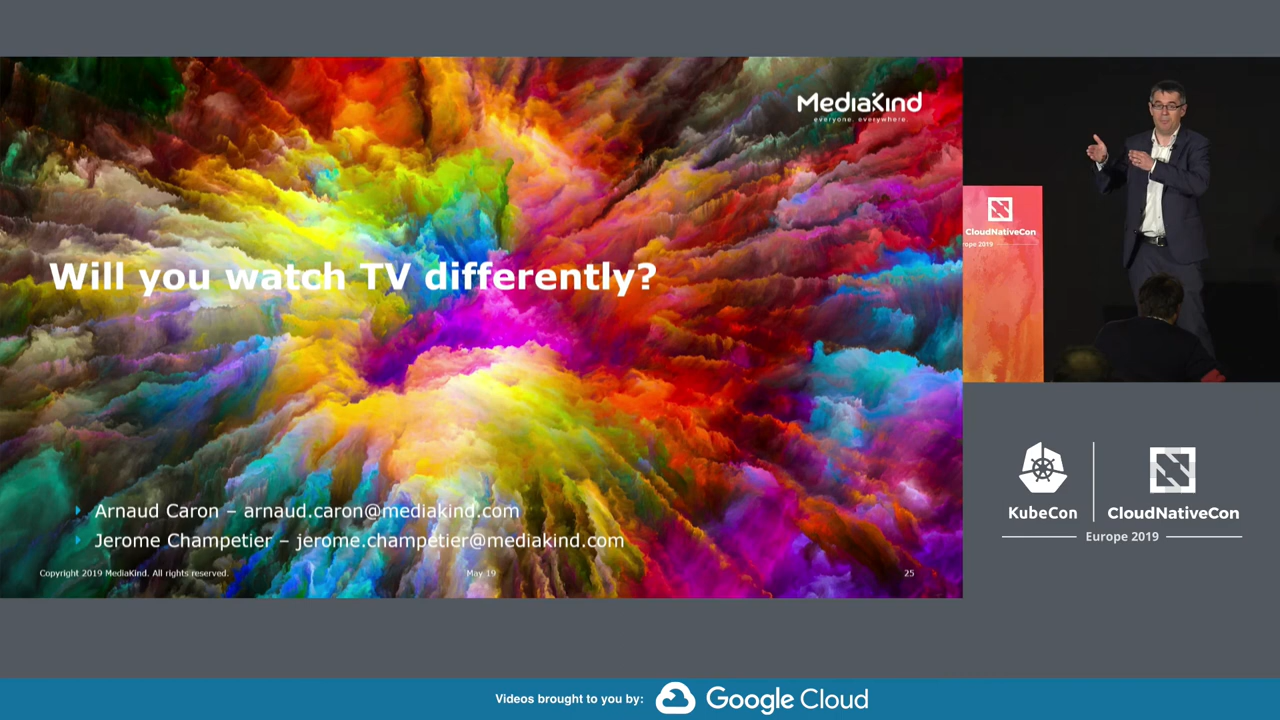 MediaKind
everyone. everywhere.
Will you watch TV differently?
Arnaud Caron – arnaud.caron@mediakind.com
Jerome Champetier – jerome.champetier@mediakind.com
Copyright 2019 MediaKind. All rights reserved.
May 19
25
CloudNativeCon
rope 2019
KubeCon
CloudNativeCon
Europe 2019
Videos brought to you by:
Google Cloud